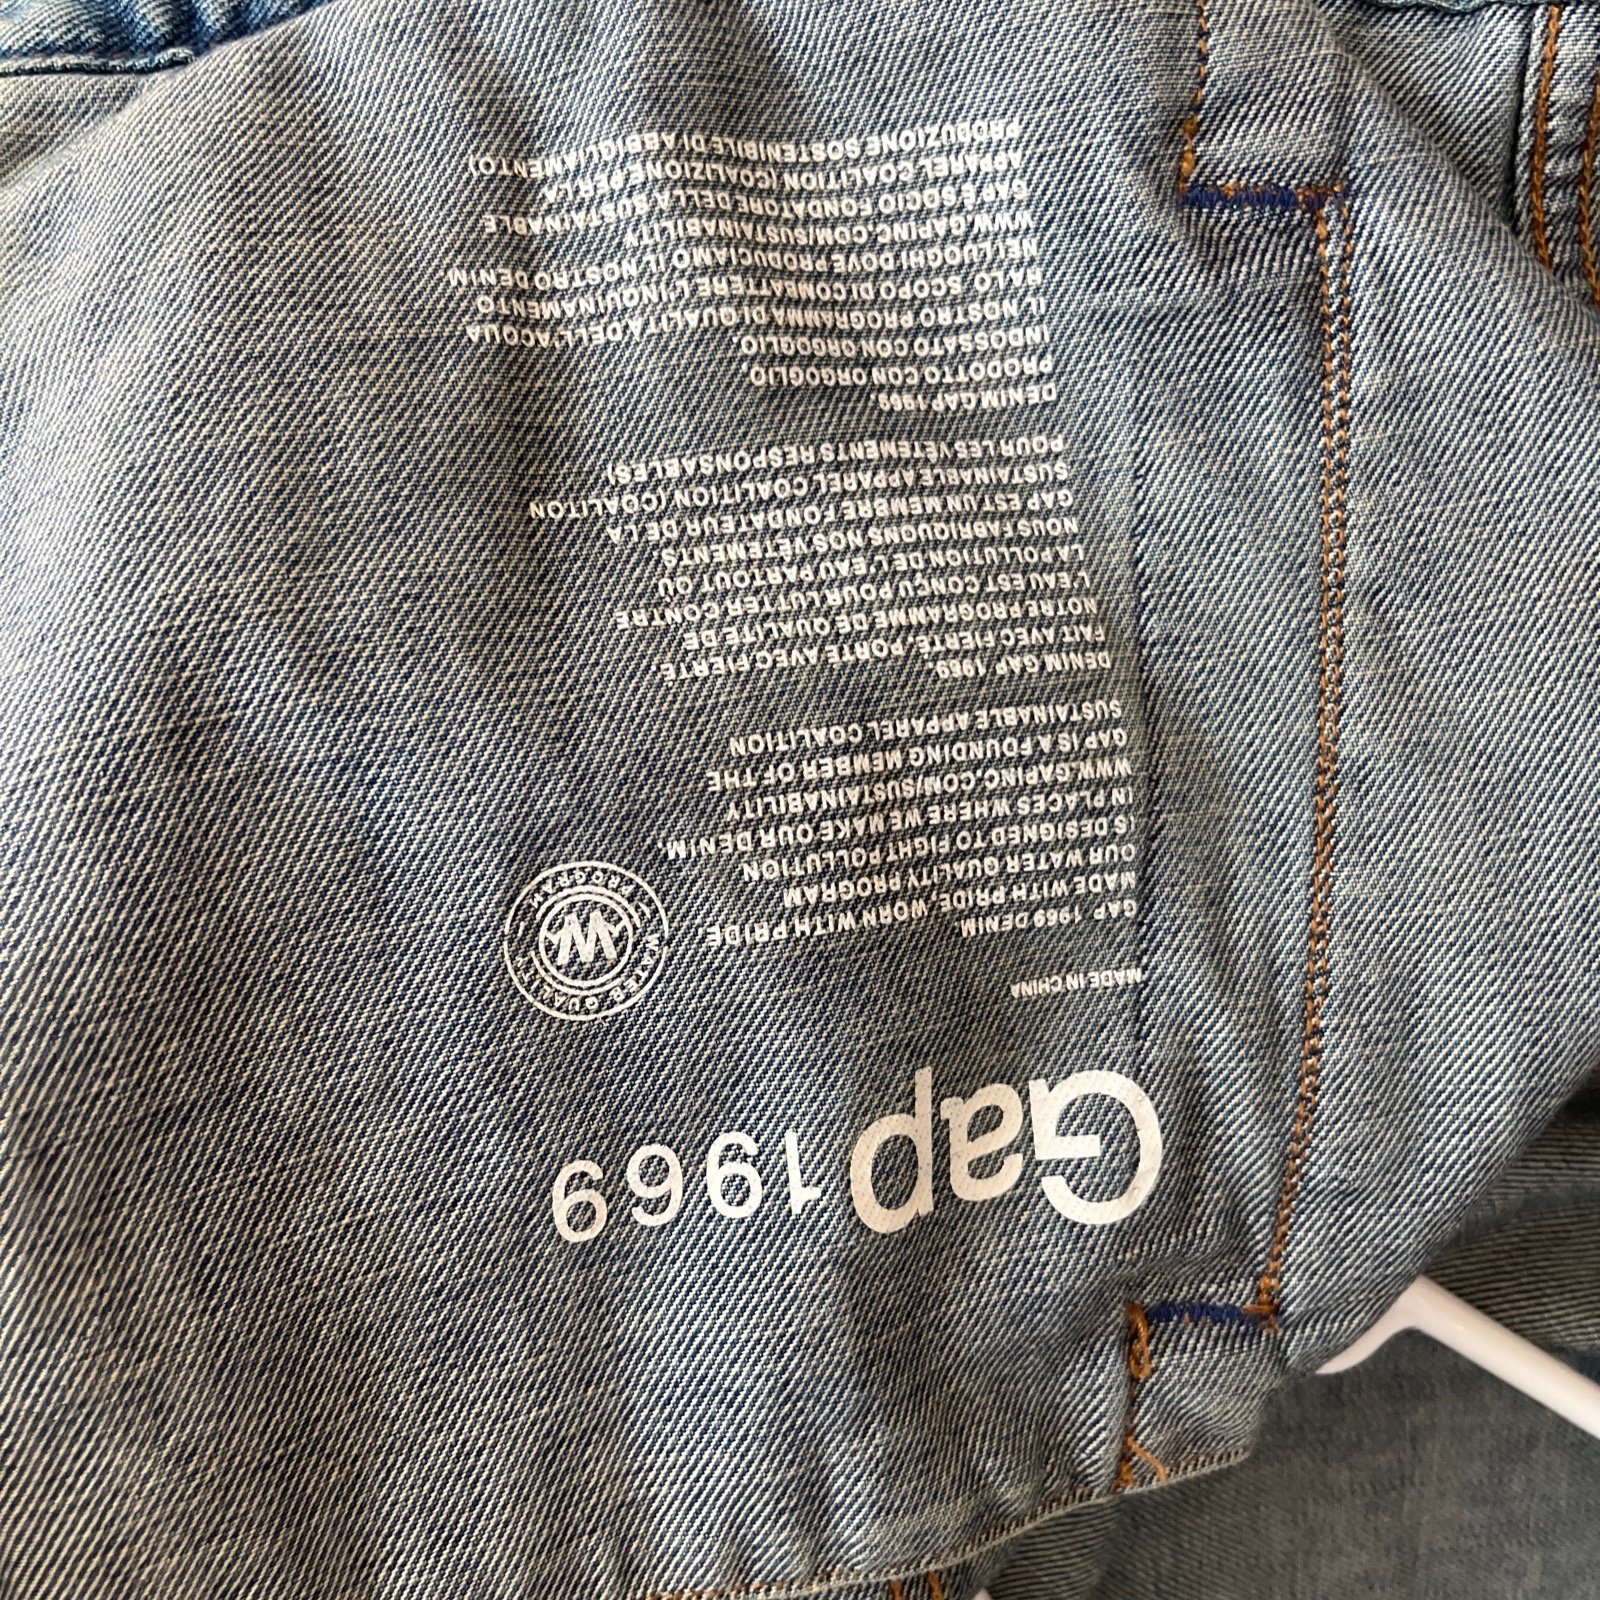 Gap 1969
MADE IN CHINA
WATER QUALITY PROGRAM
W
GAP 1969 DENIM.
MADE WITH PRIDE, WORN WITH PRIDE.
OUR WATER QUALITY PROGRAM
IS DESIGNED TO FIGHT POLLUTION
IN PLACES WHERE WE MAKE OUR DENIM.
WWW.GAPINC.COM/SUSTAINABILITY
GAP IS A FOUNDING MEMBER OF THE
SUSTAINABLE APPAREL COALITION
DENIM GAP 1969.
FAIT AVEC FIERTE. PORTE AVEC FIERTE.
NOTRE PROGRAMME DE QUALITE DE
L'EAU EST CONÇU POUR LUTTER CONTRE
LA POLLUTION DE L'EAU PARTOUT OU
NOUS FABRIQUONS NOS VÊTEMENTS.
GAP EST UN MEMBRE FONDATEUR DE LA
SUSTAINABLE APPAREL COALITION (COALITON
POUR LES VÊTEMENTS RESPONSABLES)
DENIM GAP 1969.
PRODOTTO CON ORGOGLIO
INDOSSATO CON ORGOGLIO.
IL NOSTRO PROGRAMMA DI QUALITÀ DELL'ACQUA
HA LO SCOPO DI COMBATTERE L'INQUINAMENTO
NEI LUOGHI DOVE PRODUCIAMO IL NOSTRO DENIM
WWW.GAPINC.COM/SUSTAINABILITY
GAP È SOCIO FONDATORE DELLA SUSTAINABLE
APPAREL COALITION (COALIZIONE PER LA
PRODUZIONE SOSTENIBILE DI ABBIGLIAMENTO)